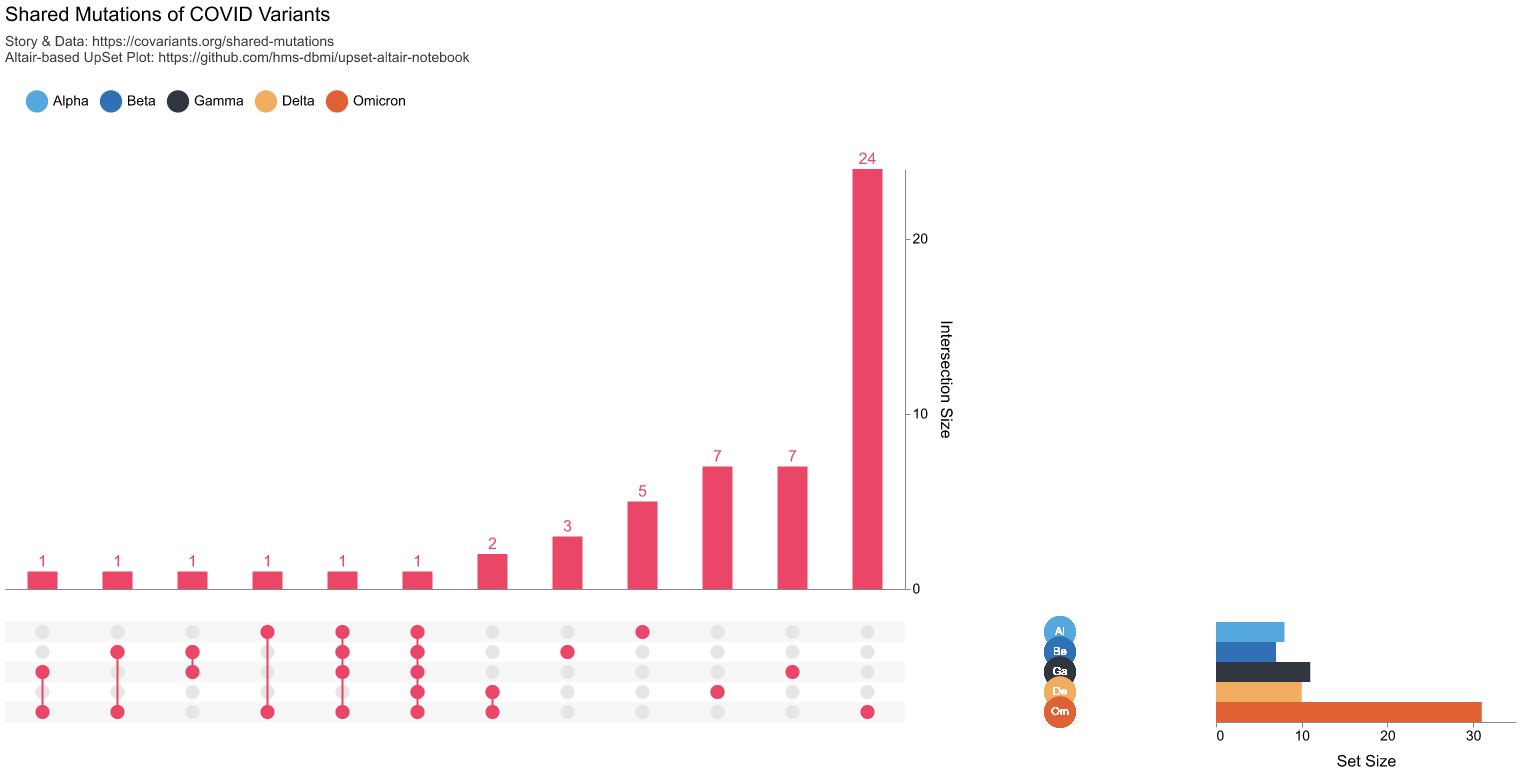 Shared Mutations of COVID Variants
Story & Data: https://covariants.org/shared-mutations
Altair-based UpSet Plot: https://github.com/hms-dbmi/upset-altair-notebook
Alpha Beta Gamma Delta Omicron
24
20
Intersection Size
10
7 7
5
3
2
1 1 1 1 1 1
0
Al
Be
Ga
De
Om
0 10 20 30
Set Size